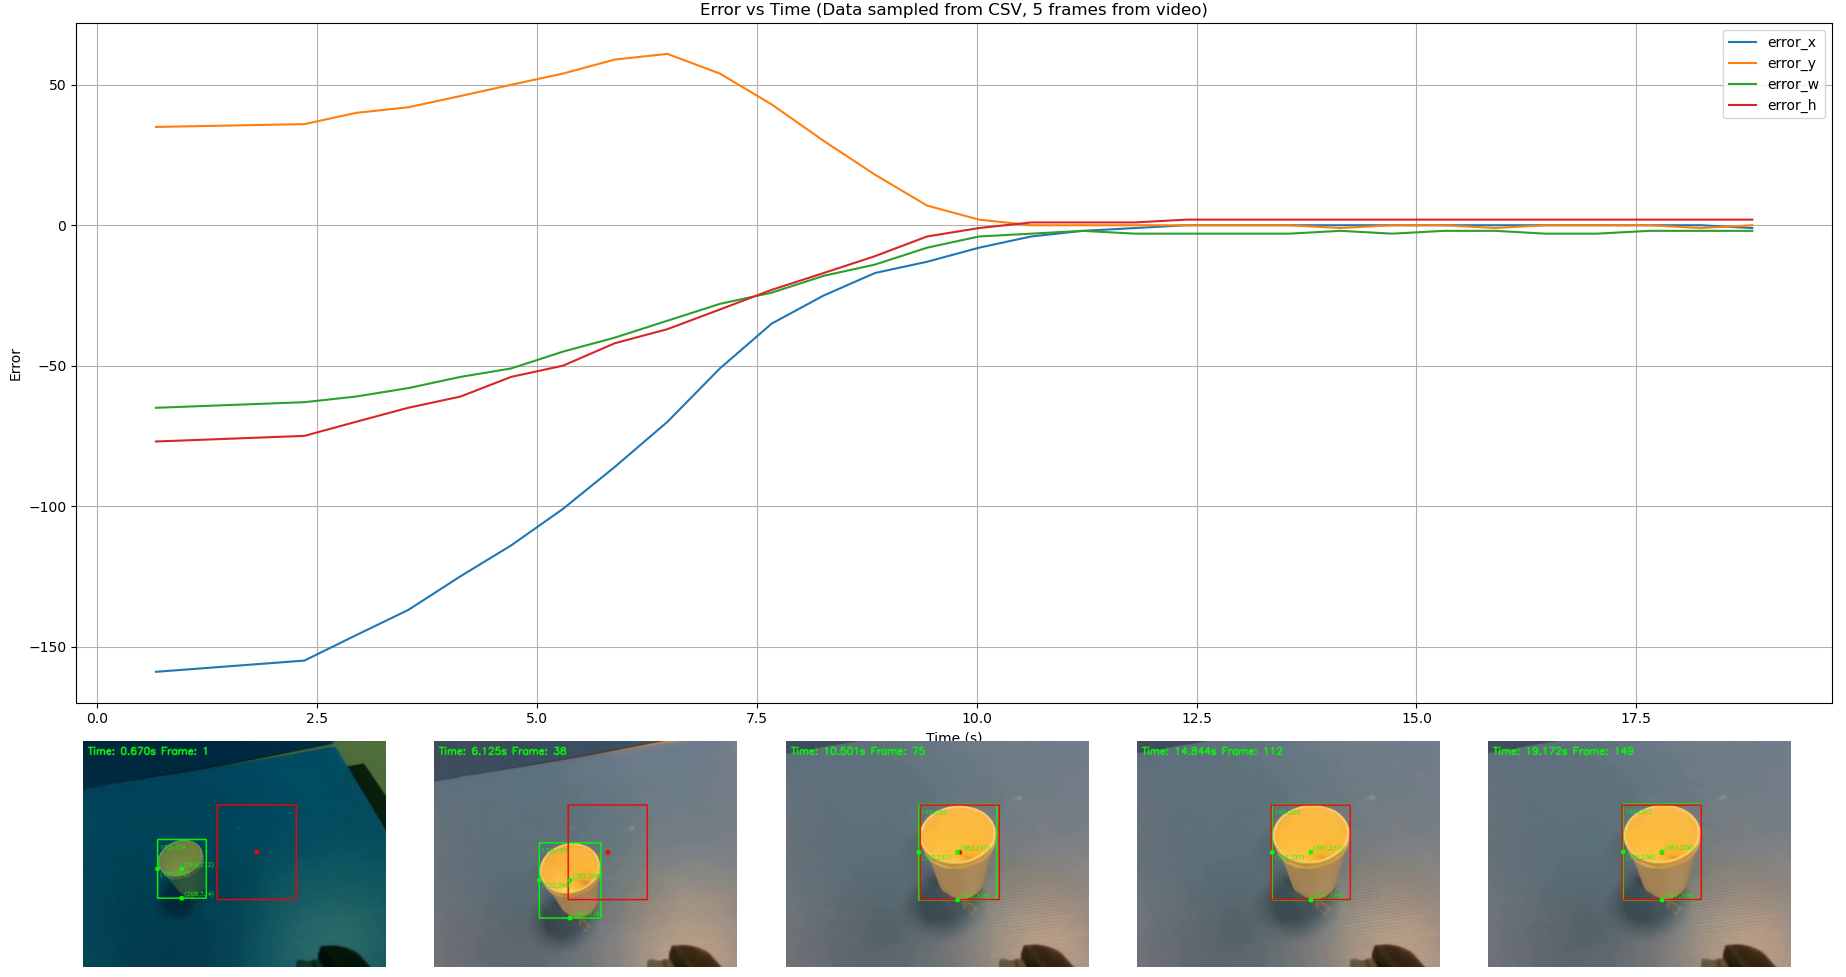 Error vs Time (Data sampled from CSV, 5 frames from video)
error_x
error_y
error_w
error_h
Error
50
0
−50
−100
−150
0.0 2.5 5.0 7.5 10.0 12.5 15.0 17.5
Time (s)
Time: 0.670s Frame: 1
Time: 6.125s Frame: 38
Time: 10.501s Frame: 75
Time: 14.844s Frame: 112
Time: 19.172s Frame: 149